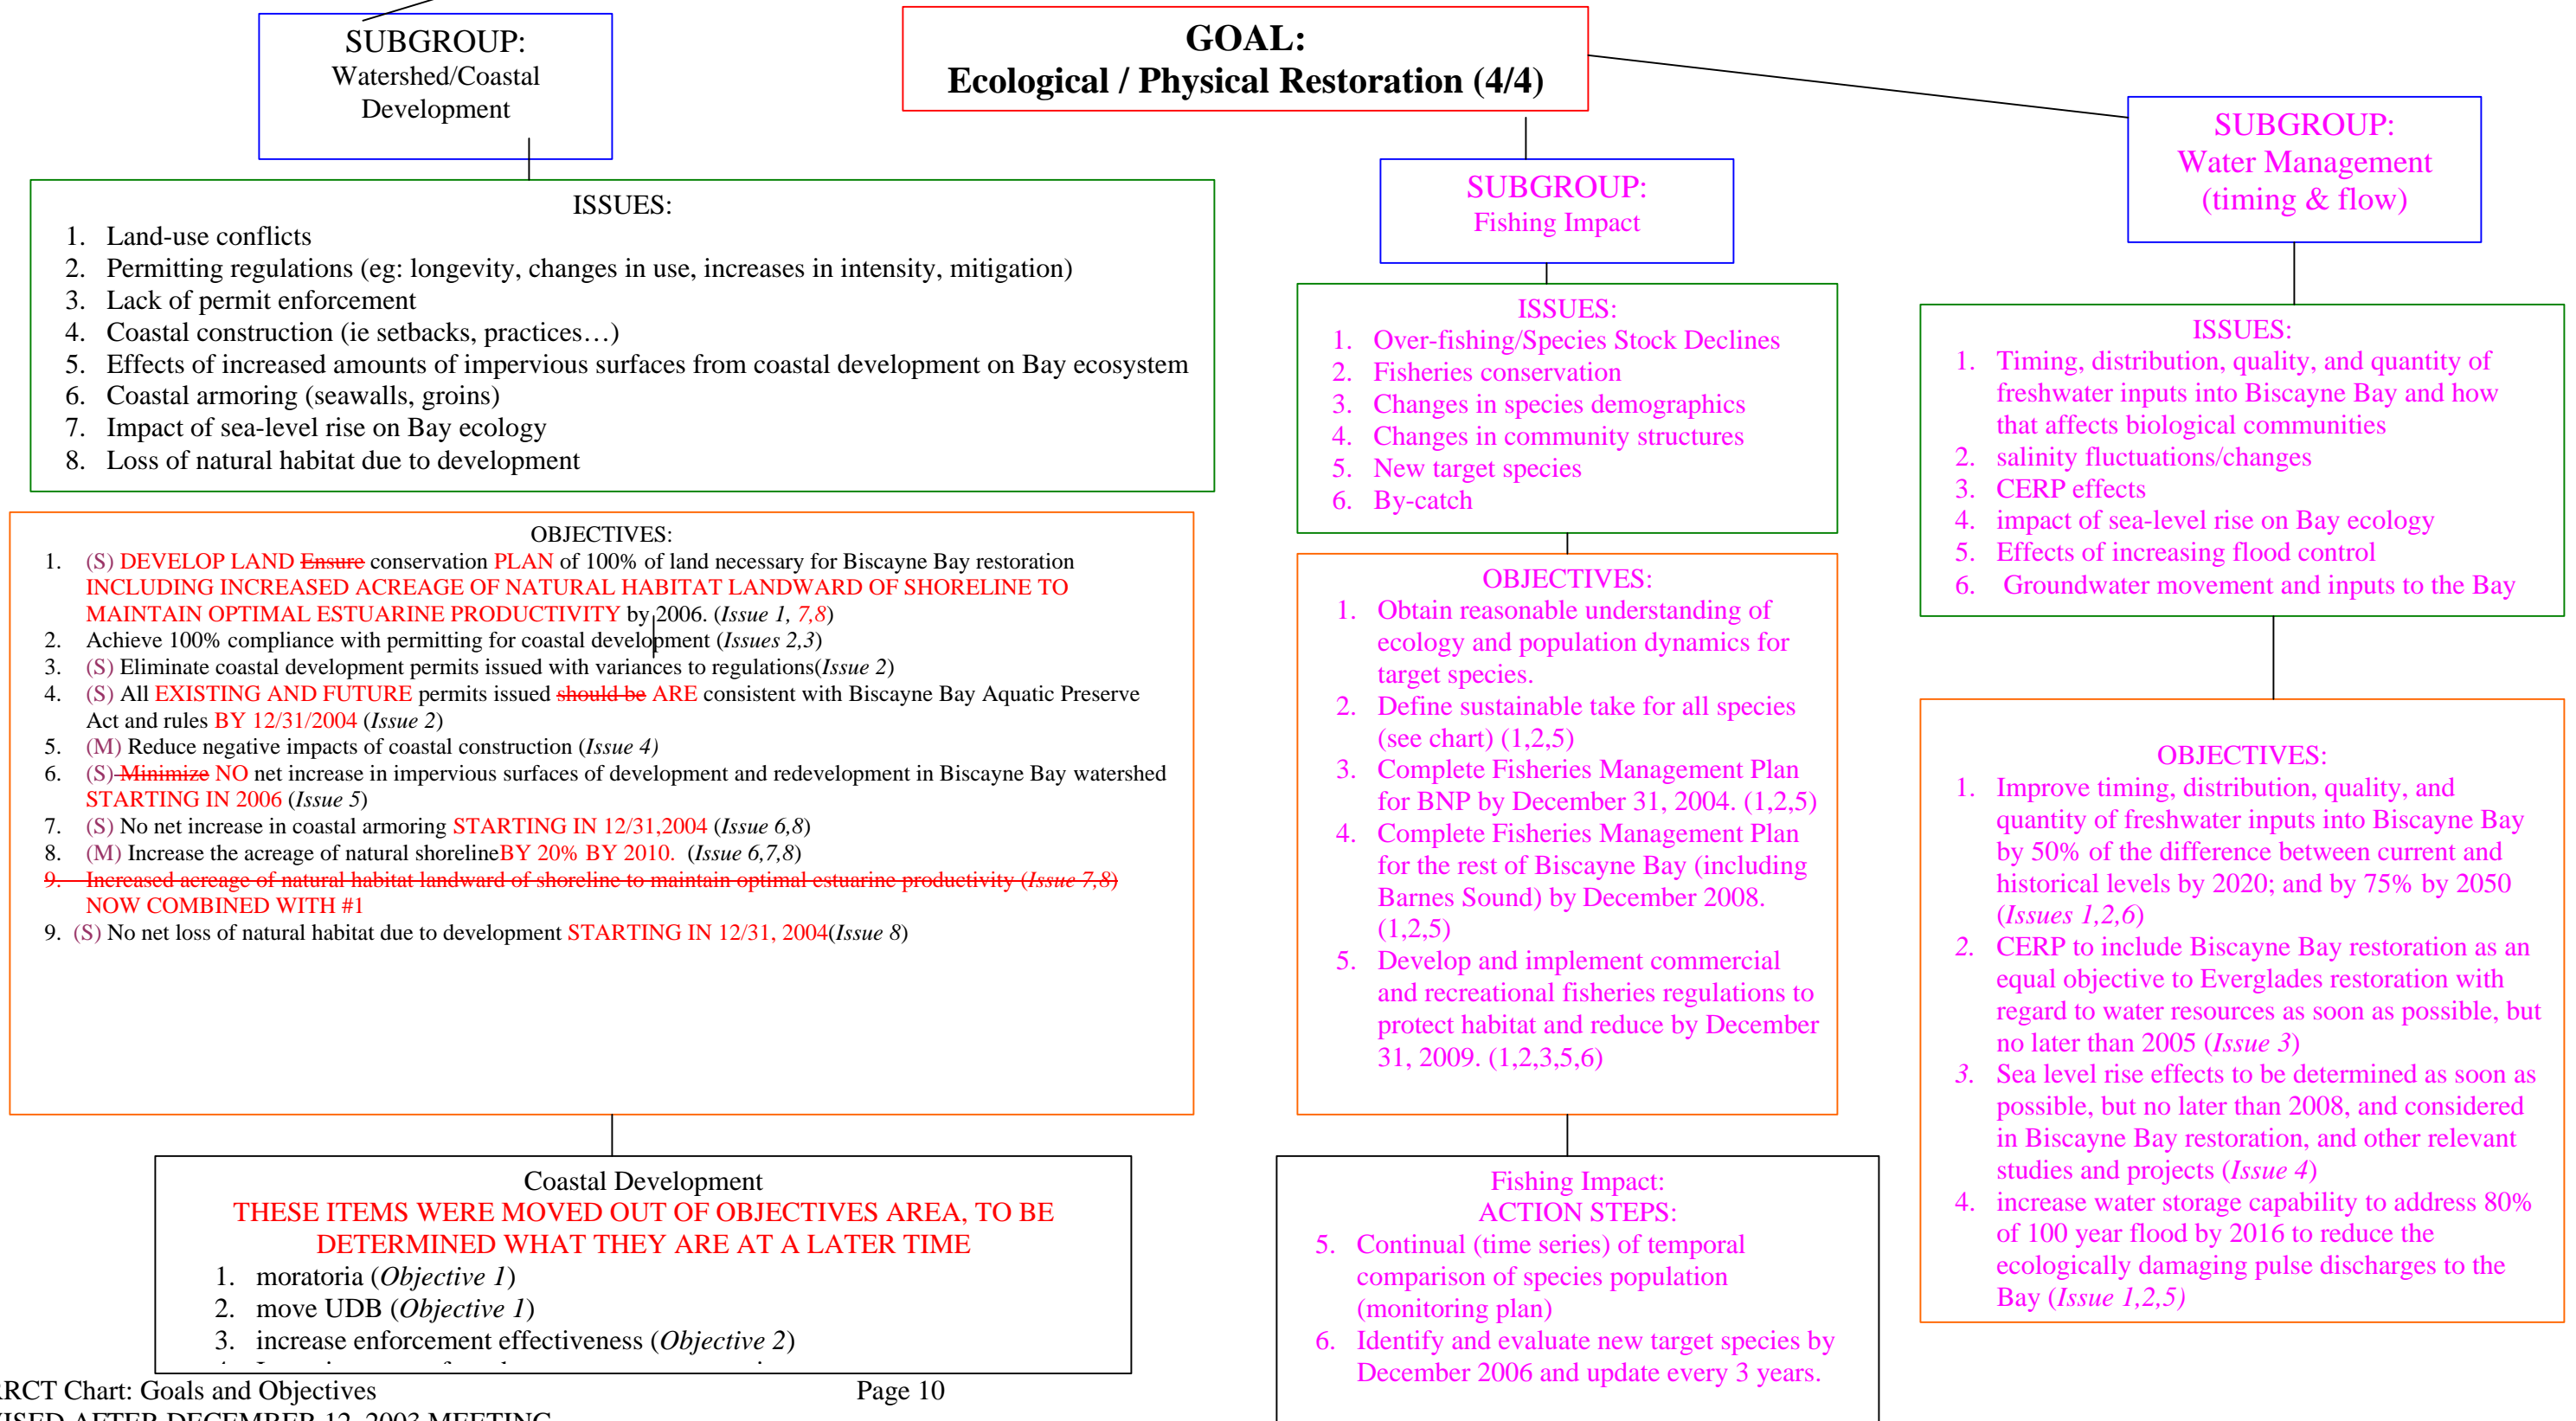 SUBGROUP:
Watershed/Coastal
Development
GOAL:
Ecological / Physical Restoration (4/4)
SUBGROUP:
Water Management
(timing & flow)
SUBGROUP:
Fishing Impact
ISSUES:
1. Land-use conflicts
2. Permitting regulations (eg: longevity, changes in use, increases in intensity, mitigation)
3. Lack of permit enforcement
4. Coastal construction (ie setbacks, practices…)
5. Effects of increased amounts of impervious surfaces from coastal development on Bay ecosystem
6. Coastal armoring (seawalls, groins)
7. Impact of sea-level rise on Bay ecology
8. Loss of natural habitat due to development
OBJECTIVES:
1. (S) DEVELOP LAND Ensure conservation PLAN of 100% of land necessary for Biscayne Bay restoration
INCLUDING INCREASED ACREAGE OF NATURAL HABITAT LANDWARD OF SHORELINE TO
MAINTAIN OPTIMAL ESTUARINE PRODUCTIVITY by 2006. (Issue 1, 7,8)
2. Achieve 100% compliance with permitting for coastal development (Issues 2,3)
3. (S) Eliminate coastal development permits issued with variances to regulations(Issue 2)
4. (S) All EXISTING AND FUTURE permits issued should be ARE consistent with Biscayne Bay Aquatic Preserve
Act and rules BY 12/31/2004 (Issue 2)
5. (M) Reduce negative impacts of coastal construction (Issue 4)
6. (S) Minimize NO net increase in impervious surfaces of development and redevelopment in Biscayne Bay watershed
STARTING IN 2006 (Issue 5)
7. (S) No net increase in coastal armoring STARTING IN 12/31,2004 (Issue 6,8)
8. (M) Increase the acreage of natural shorelineBY 20% BY 2010. (Issue 6,7,8)
9. Increased acreage of natural habitat landward of shoreline to maintain optimal estuarine productivity (Issue 7,8)
NOW COMBINED WITH #1
9. (S) No net loss of natural habitat due to development STARTING IN 12/31, 2004(Issue 8)
Coastal Development
THESE ITEMS WERE MOVED OUT OF OBJECTIVES AREA, TO BE
DETERMINED WHAT THEY ARE AT A LATER TIME
1. moratoria (Objective 1)
2. move UDB (Objective 1)
3. increase enforcement effectiveness (Objective 2)
ISSUES:
1. Over-fishing/Species Stock Declines
2. Fisheries conservation
3. Changes in species demographics
4. Changes in community structures
5. New target species
6. By-catch
OBJECTIVES:
1. Obtain reasonable understanding of
ecology and population dynamics for
target species.
2. Define sustainable take for all species
(see chart) (1,2,5)
3. Complete Fisheries Management Plan
for BNP by December 31, 2004. (1,2,5)
4. Complete Fisheries Management Plan
for the rest of Biscayne Bay (including
Barnes Sound) by December 2008.
(1,2,5)
5. Develop and implement commercial
and recreational fisheries regulations to
protect habitat and reduce by December
31, 2009. (1,2,3,5,6)
Fishing Impact:
ACTION STEPS:
5. Continual (time series) of temporal
comparison of species population
(monitoring plan)
6. Identify and evaluate new target species by
December 2006 and update every 3 years.
ISSUES:
1. Timing, distribution, quality, and quantity of
freshwater inputs into Biscayne Bay and how
that affects biological communities
2. salinity fluctuations/changes
3. CERP effects
4. impact of sea-level rise on Bay ecology
5. Effects of increasing flood control
6. Groundwater movement and inputs to the Bay
OBJECTIVES:
1. Improve timing, distribution, quality, and
quantity of freshwater inputs into Biscayne Bay
by 50% of the difference between current and
historical levels by 2020; and by 75% by 2050
(Issues 1,2,6)
2. CERP to include Biscayne Bay restoration as an
equal objective to Everglades restoration with
regard to water resources as soon as possible, but
no later than 2005 (Issue 3)
3. Sea level rise effects to be determined as soon as
possible, but no later than 2008, and considered
in Biscayne Bay restoration, and other relevant
studies and projects (Issue 4)
4. increase water storage capability to address 80%
of 100 year flood by 2016 to reduce the
ecologically damaging pulse discharges to the
Bay (Issue 1,2,5)
RRCT Chart: Goals and Objectives
Page 10
AFTER DECEMBER 12, 2003 MEETING